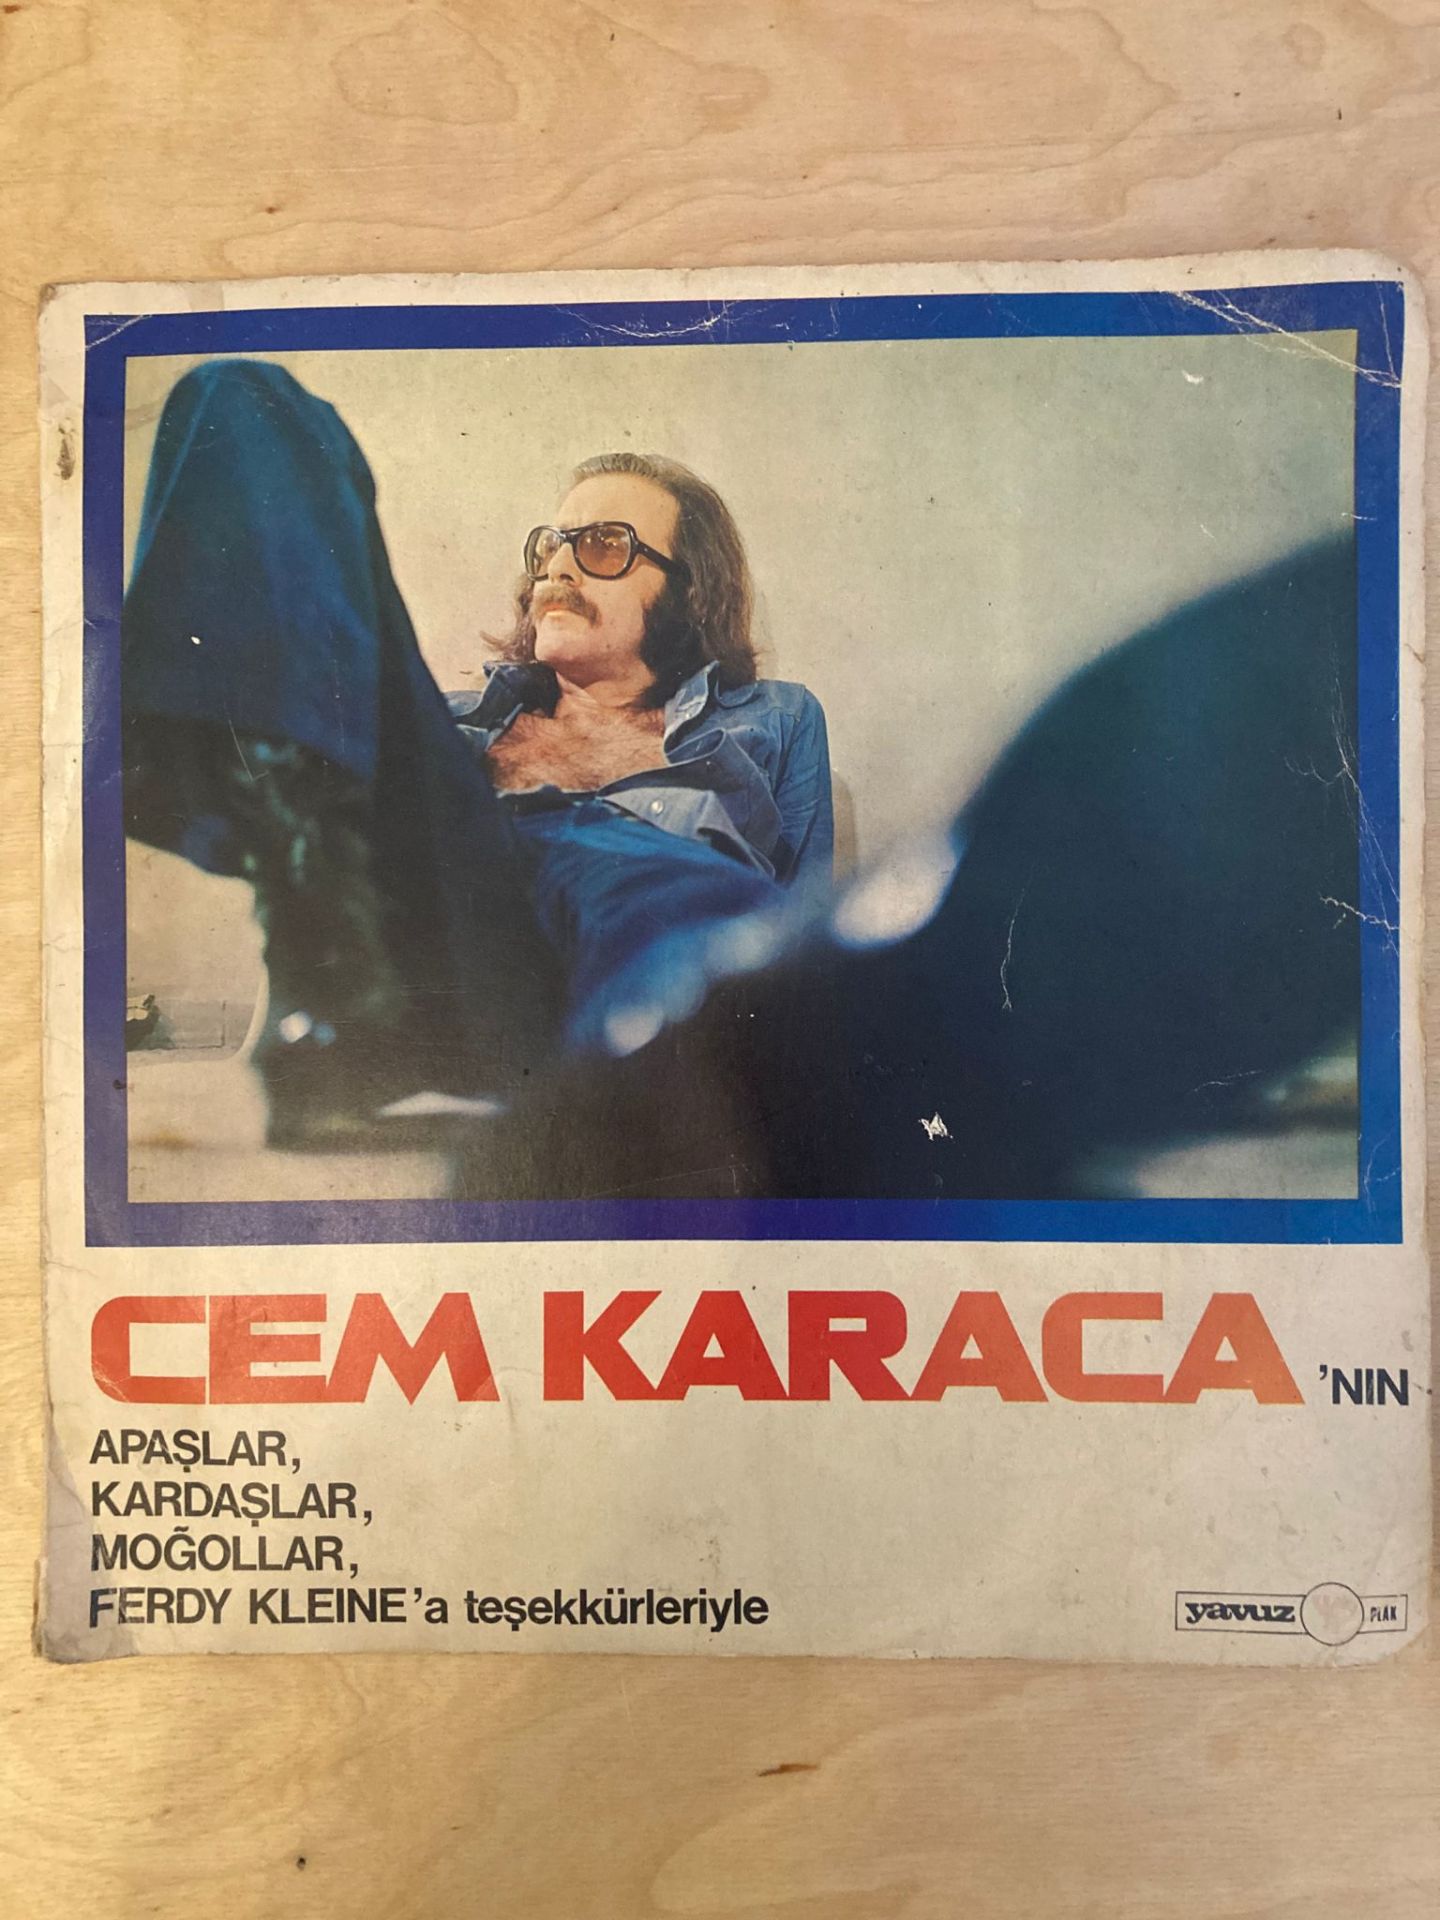 CEM KARACA'NIN
APAŞLAR,
KARDAŞLAR,
MOĞOLLAR,
FERDY KLEINE'a teşekkürleriyle
yavuz PLAK